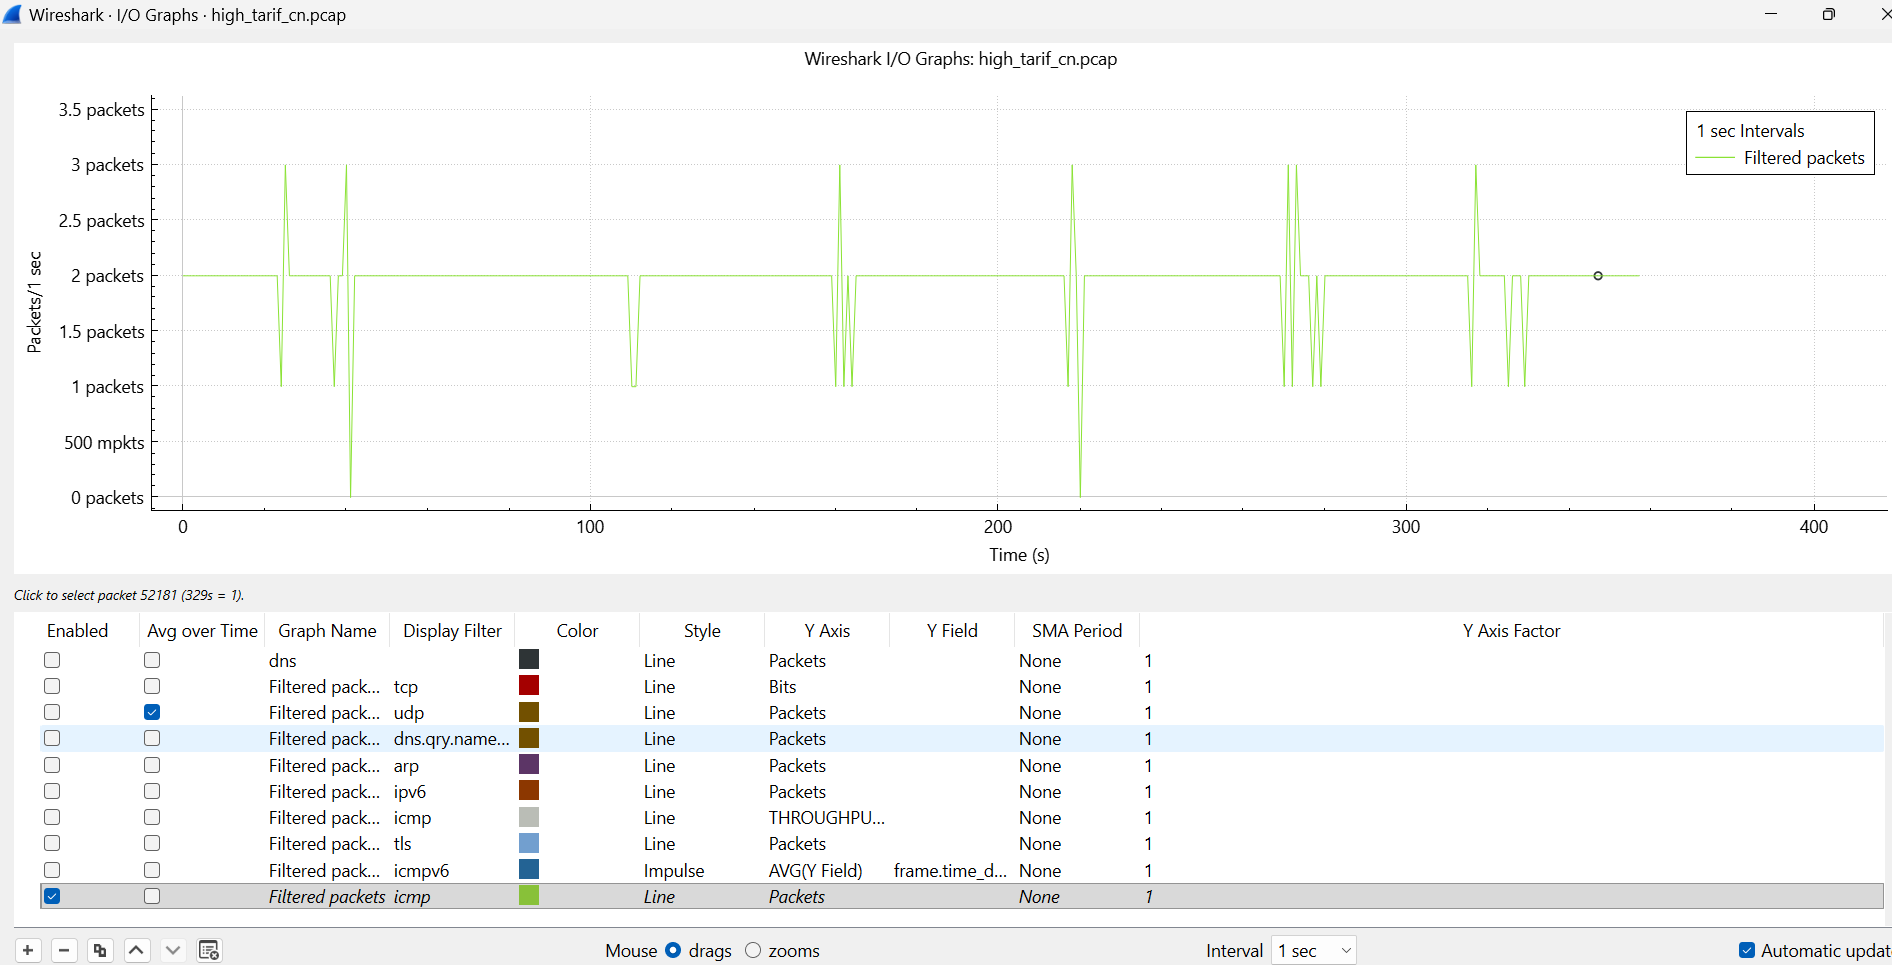 Wireshark · I/O Graphs · high_tarif_cn.pcap
Wireshark I/O Graphs: high_tarif_cn.pcap
3.5 packets
3 packets
2.5 packets
2 packets
1.5 packets
1 packets
500 mpkts
0 packets
Packets/1 sec
1 sec Intervals
Filtered packets
0 100 200 300 400
Time (s)
Click to select packet 52181 (329s = 1).
Enabled Avg over Time Graph Name Display Filter Color Style Y Axis Y Field SMA Period Y Axis Factor
dns Line Packets None 1
Filtered pack... tcp Line Bits None 1
Filtered pack... udp Line Packets None 1
Filtered pack... dns.qry.name... Line Packets None 1
Filtered pack... arp Line Packets None 1
Filtered pack... ipv6 Line Packets None 1
Filtered pack... icmp Line THROUGHPU... None 1
Filtered pack... tls Line Packets None 1
Filtered pack... icmpv6 Impulse AVG(Y Field) frame.time_d... None 1
Filtered packets icmp Line Packets None 1
Mouse drags zooms Interval 1 sec Automatic updat